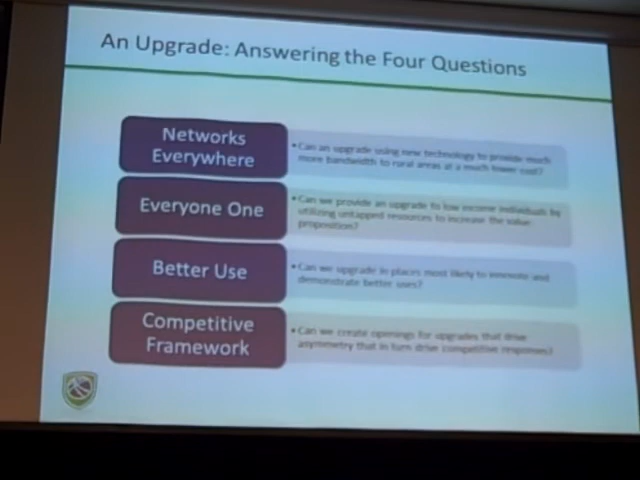 An Upgrade: Answering the Four Questions
Networks
Everywhere
• Can an upgrade using new technology to provide much
more bandwidth to rural areas at a much lower cost?
Everyone One
• Can we provide an upgrade to low income individuals by
utilizing untapped resources to increase the value
proposition?
Better Use
• Can we upgrade in places most likely to innovate and
demonstrate better uses?
Competitive
Framework
• Can we create openings for upgrades that drive
asymmetry that in turn drive competitive responses?